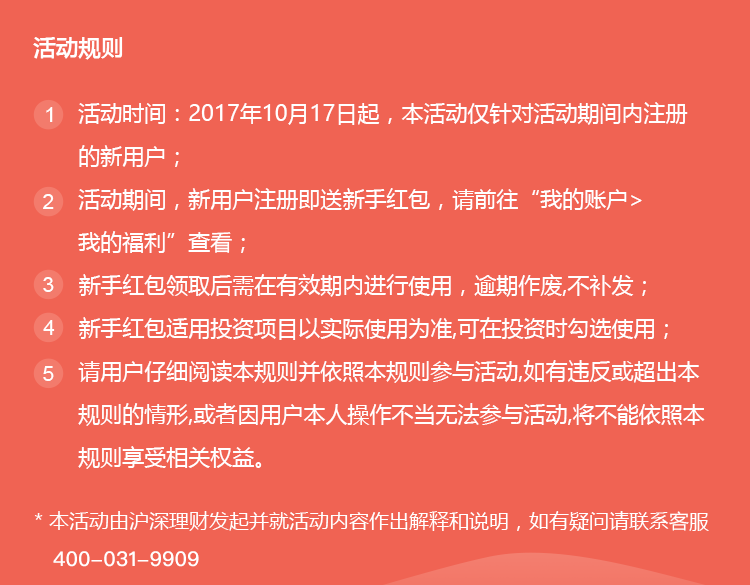 活动规则
1 活动时间：2017年10月17日起，本活动仅针对活动期间内注册
的新用户；
2 活动期间，新用户注册即送新手红包，请前往“我的账户>
我的福利”查看；
3 新手红包领取后需在有效期内进行使用，逾期作废,不补发；
4 新手红包适用投资项目以实际使用为准,可在投资时勾选使用；
5 请用户仔细阅读本规则并依照本规则参与活动,如有违反或超出本
规则的情形,或者因用户本人操作不当无法参与活动,将不能依照本
规则享受相关权益。
* 本活动由沪深理财发起并就活动内容作出解释和说明，如有疑问请联系客服
400-031-9909